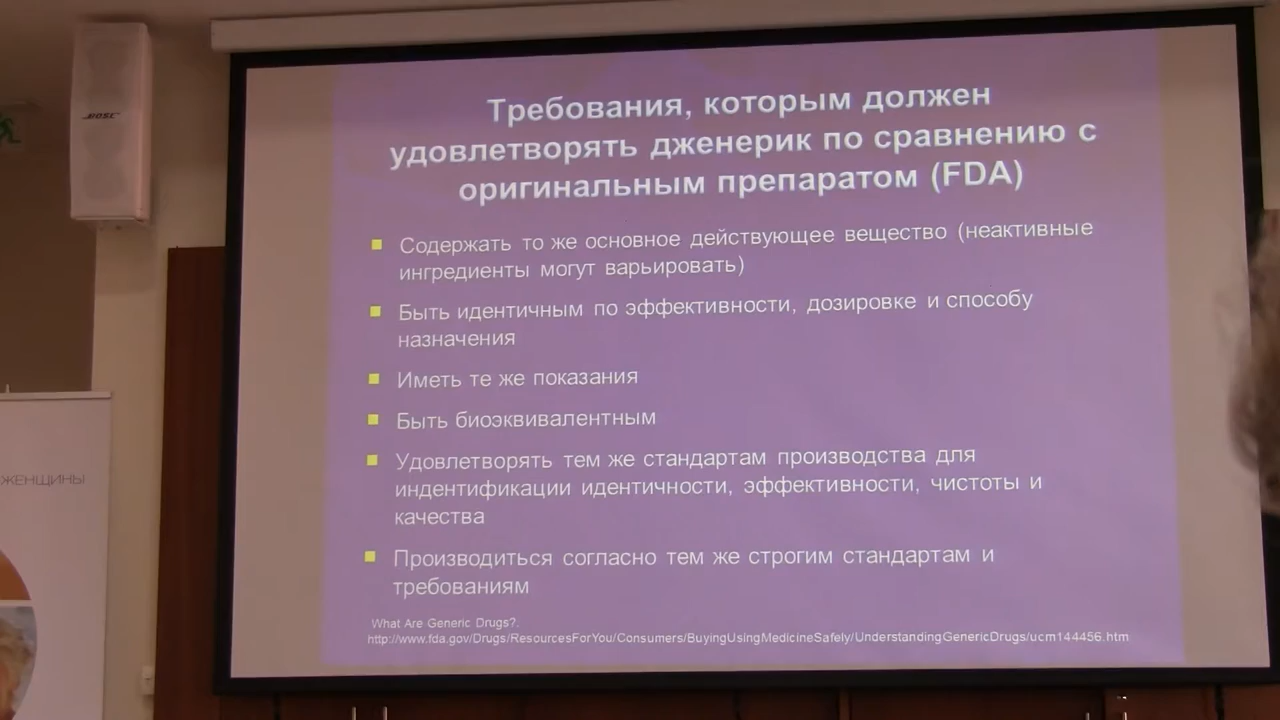 BOSE
Требования, которым должен
удовлетворять дженерик по сравнению с
оригинальным препаратом (FDA)
Содержать то же основное действующее вещество (неактивные
ингредиенты могут варьировать)
Быть идентичным по эффективности, дозировке и способу
назначения
Иметь те же показания
Быть биоэквивалентным
Удовлетворять тем же стандартам производства для
индентификации идентичности, эффективности, чистоты и
качества
Производиться согласно тем же строгим стандартам и
требованиям
What Are Generic Drugs?.
http://www.fda.gov/Drugs/ResourcesForYou/Consumers/BuyingUsingMedicineSafely/UnderstandingGenericDrugs/ucm144456.htm
ЖЕНЩИНЫ